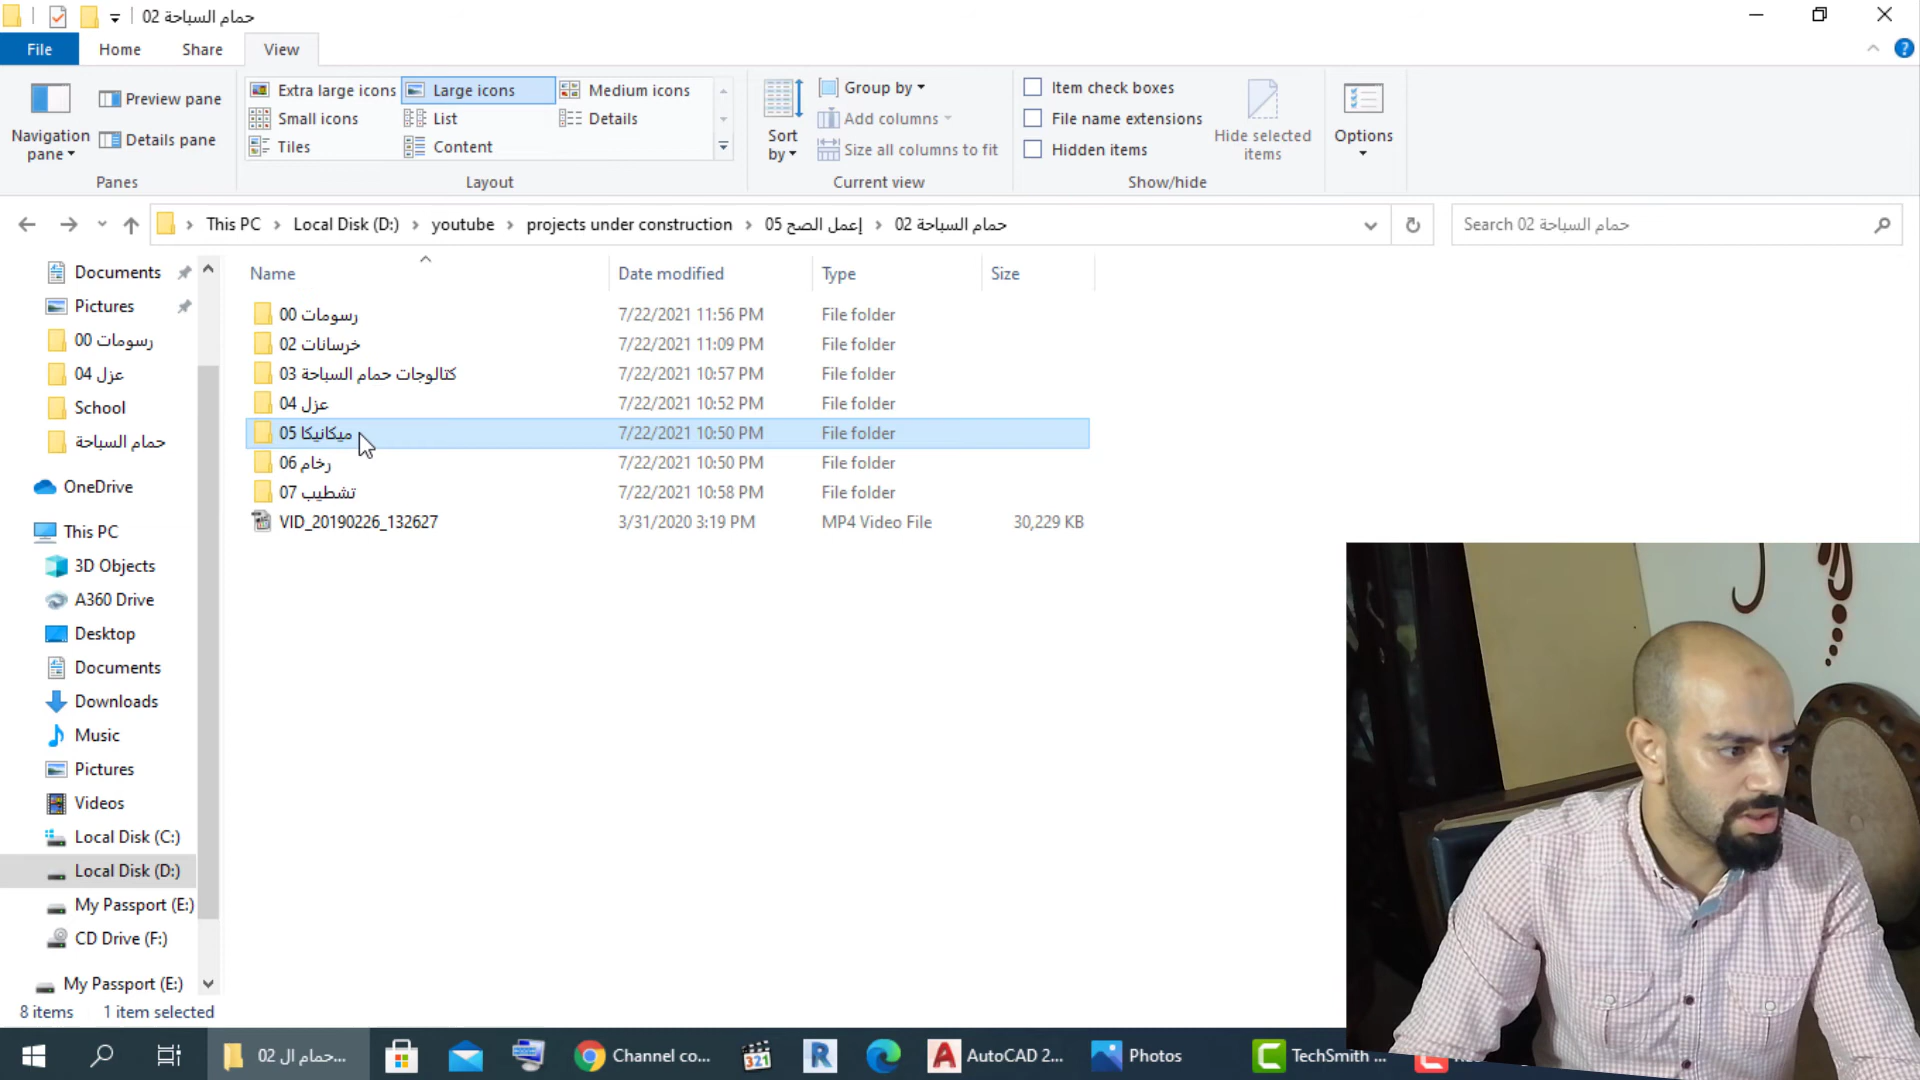 02 حمام السباحة
File
Home
Share
View
Navigation pane
Preview pane
Details pane
Panes
Extra large icons
Large icons
Medium icons
Small icons
List
Details
Tiles
Content
Layout
Sort by
Group by
Add columns
Size all columns to fit
Current view
Item check boxes
File name extensions
Hidden items
Hide selected items
Show/hide
Options
This PC
Local Disk (D:)
youtube
projects under construction
05 إعمل الصح
02 حمام السباحة
Search 02 حمام السباحة
Name
Date modified
Type
Size
00 رسومات 7/22/2021 11:56 PM File folder
02 خرسانات 7/22/2021 11:09 PM File folder
03 كتالوجات حمام السباحة 7/22/2021 10:57 PM File folder
04 عزل 7/22/2021 10:52 PM File folder
05 ميكانيكا 7/22/2021 10:50 PM File folder
06 رخام 7/22/2021 10:50 PM File folder
07 تشطيب 7/22/2021 10:58 PM File folder
VID_20190226_132627 3/31/2020 3:19 PM MP4 Video File 30,229 KB
Documents
Pictures
00 رسومات
04 عزل
School
حمام السباحة
OneDrive
This PC
3D Objects
A360 Drive
Desktop
Documents
Downloads
Music
Pictures
Videos
Local Disk (C:)
Local Disk (D:)
My Passport (E:)
CD Drive (F:)
My Passport (E:)
8 items
1 item selected
02 حمام ال...
Channel co...
321
R
A
AutoCAD 2...
Photos
TechSmith ...